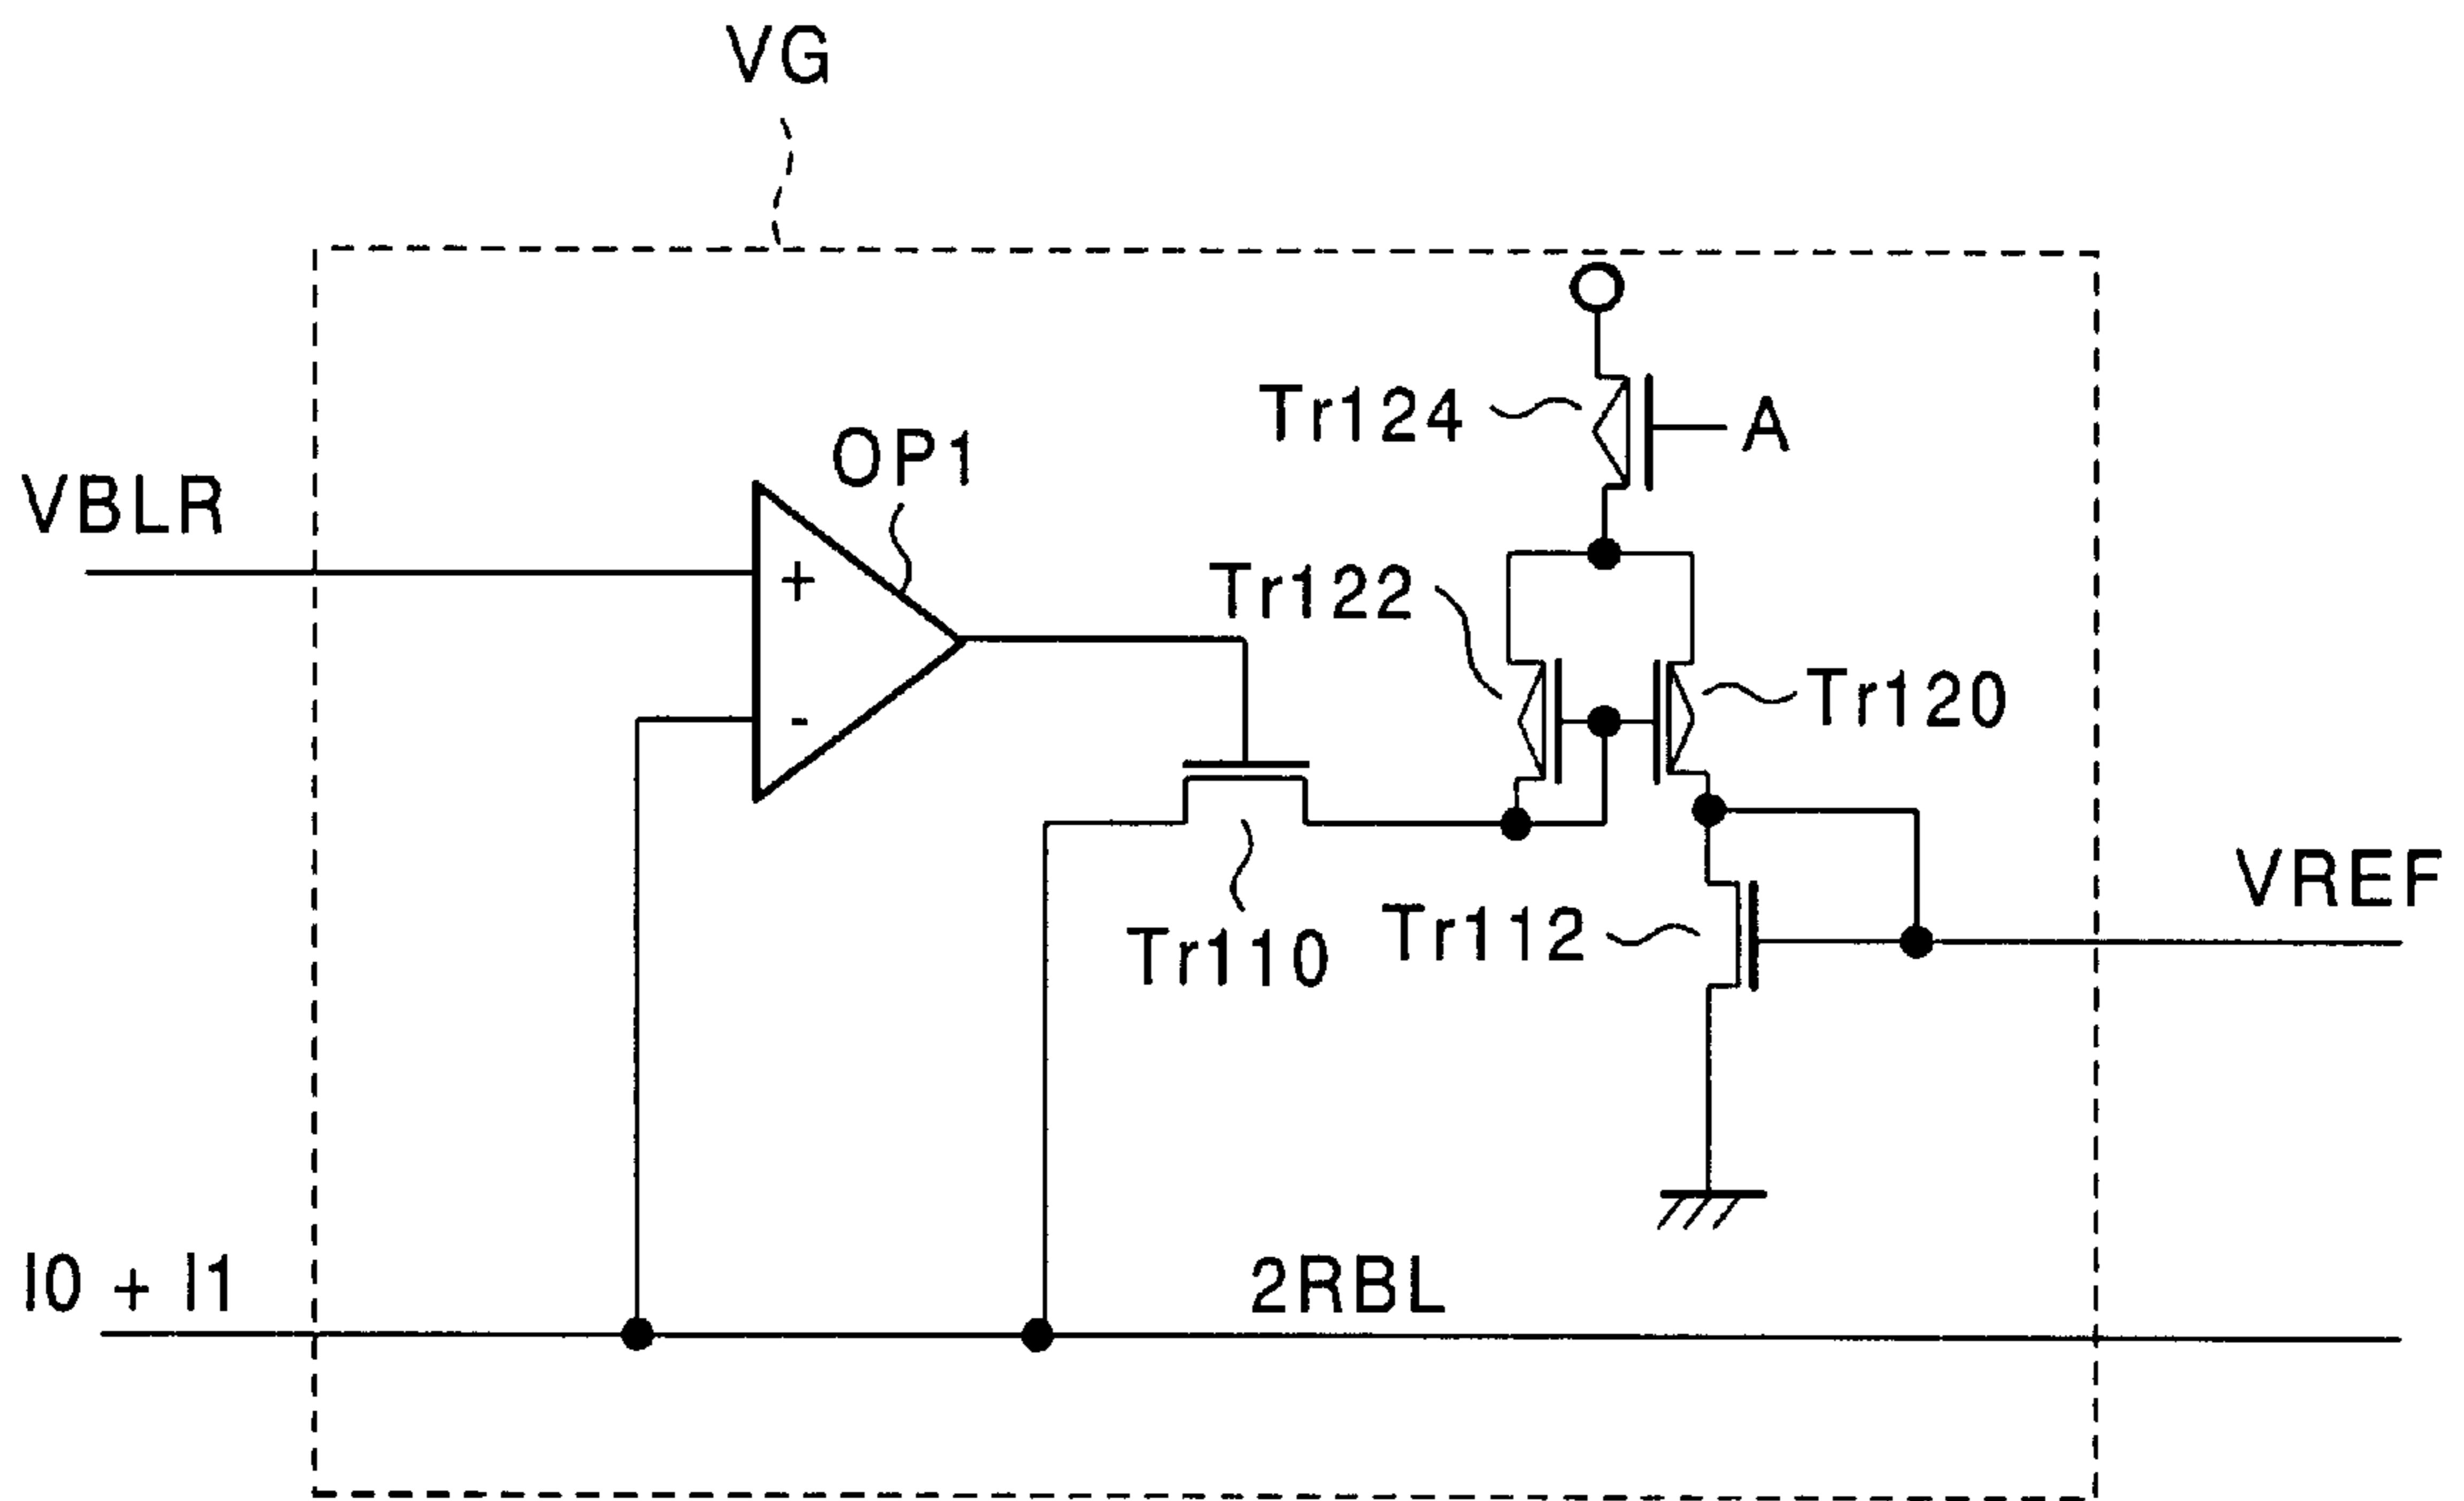 VG
Tr124
A
OP1
VBLR
+
Tr122
Tr120
-
VREF
Tr112
Tr110
I0 + I1
2RBL